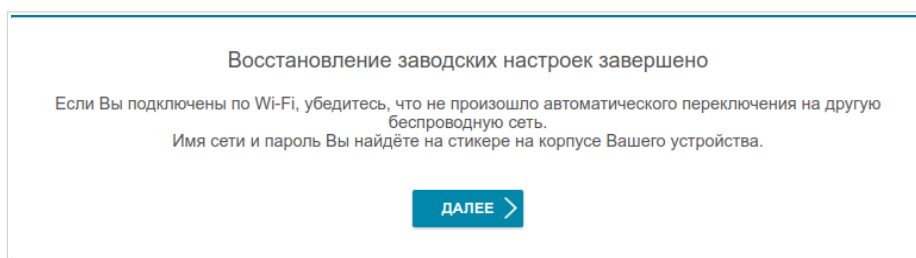 Восстановление заводских настроек завершено
Если Вы подключены по Wi-Fi, убедитесь, что не произошло автоматического переключения на другую
беспроводную сеть.
Имя сети и пароль Вы найдёте на стикере на корпусе Вашего устройства.
ДАЛЕЕ